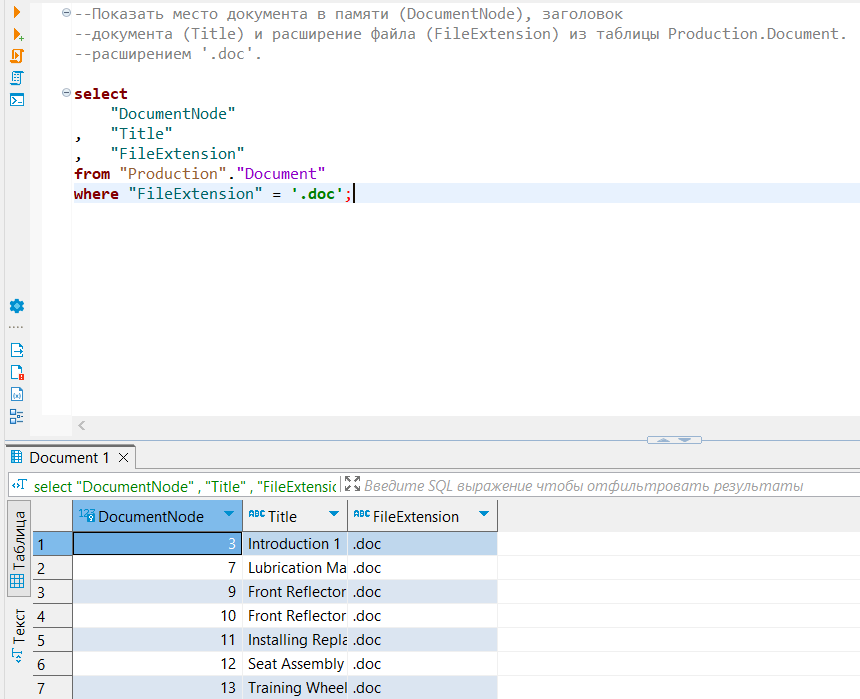 --Показать место документа в памяти (DocumentNode), заголовок
--документа (Title) и расширение файла (FileExtension) из таблицы Production.Document.
--расширением '.doc'.
select
"DocumentNode"
, "Title"
, "FileExtension"
from "Production"."Document"
where "FileExtension" = '.doc';
Document 1
select "DocumentNode" , "Title" , "FileExtensic
Введите SQL выражение чтобы отфильтровать результаты
Таблица
Текст
123 DocumentNode ABC Title ABC FileExtension
1 3 Introduction 1 .doc
2 7 Lubrication Ma .doc
3 9 Front Reflector .doc
4 10 Front Reflector .doc
5 11 Installing Repla .doc
6 12 Seat Assembly .doc
7 13 Training Wheel .doc